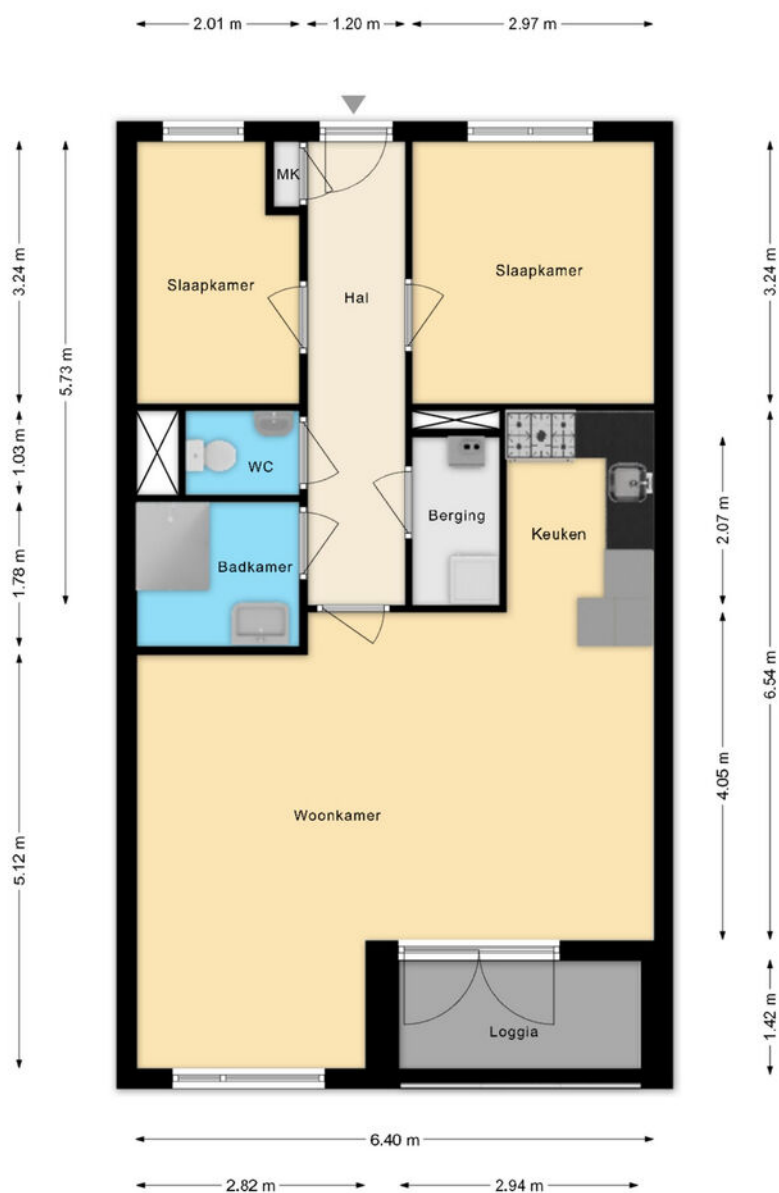 2.01 m
1.20 m
2.97 m
MK
Slaapkamer
Slaapkamer
Hal
3.24 m
5.73 m
3.24 m
1.03 m
WC
Berging
Keuken
2.07 m
1.78 m
Badkamer
6.54 m
4.05 m
Woonkamer
5.12 m
Loggia
1.42 m
6.40 m
2.82 m
2.94 m